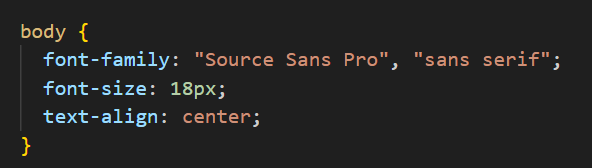 body {
  font-family: "Source Sans Pro", "sans serif";
  font-size: 18px;
  text-align: center;
}